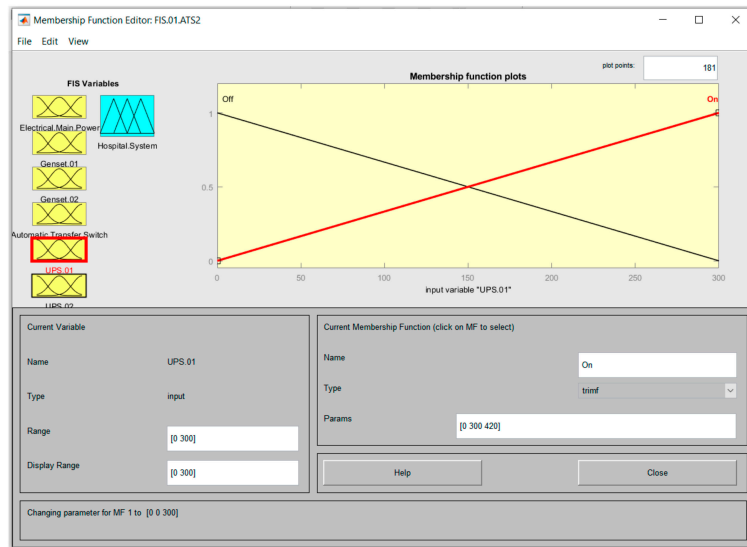 Membership Function Editor: FIS.01.ATS2
File Edit View
FIS Variables
Electrical.Main.Power
Hospital.System
Genset.01
Genset.02
Automatic.Transfer.Switch
UPS.01
UPS.02
plot points:
181
Membership function plots
Off
On
1
0.5
0
0 50 100 150 200 250 300
input variable "UPS.01"
Current Variable
Name UPS.01
Type input
Range [0 300]
Display Range [0 300]
Current Membership Function (click on MF to select)
Name On
Type trimf
Params [0 300 420]
Help Close
Changing parameter for MF 1 to [0 0 300]